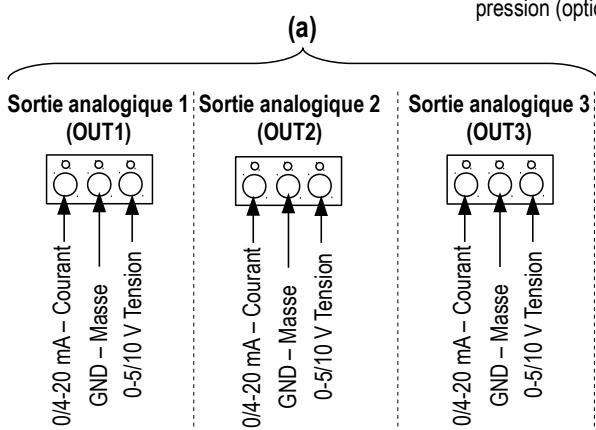 pression (optio
(a)
Sortie analogique 1
(OUT1)
Sortie analogique 2
(OUT2)
Sortie analogique 3
(OUT3)
0/4-20 mA – Courant
GND – Masse
0-5/10 V Tension
0/4-20 mA – Courant
GND – Masse
0-5/10 V Tension
0/4-20 mA – Courant
GND – Masse
0-5/10 V Tension